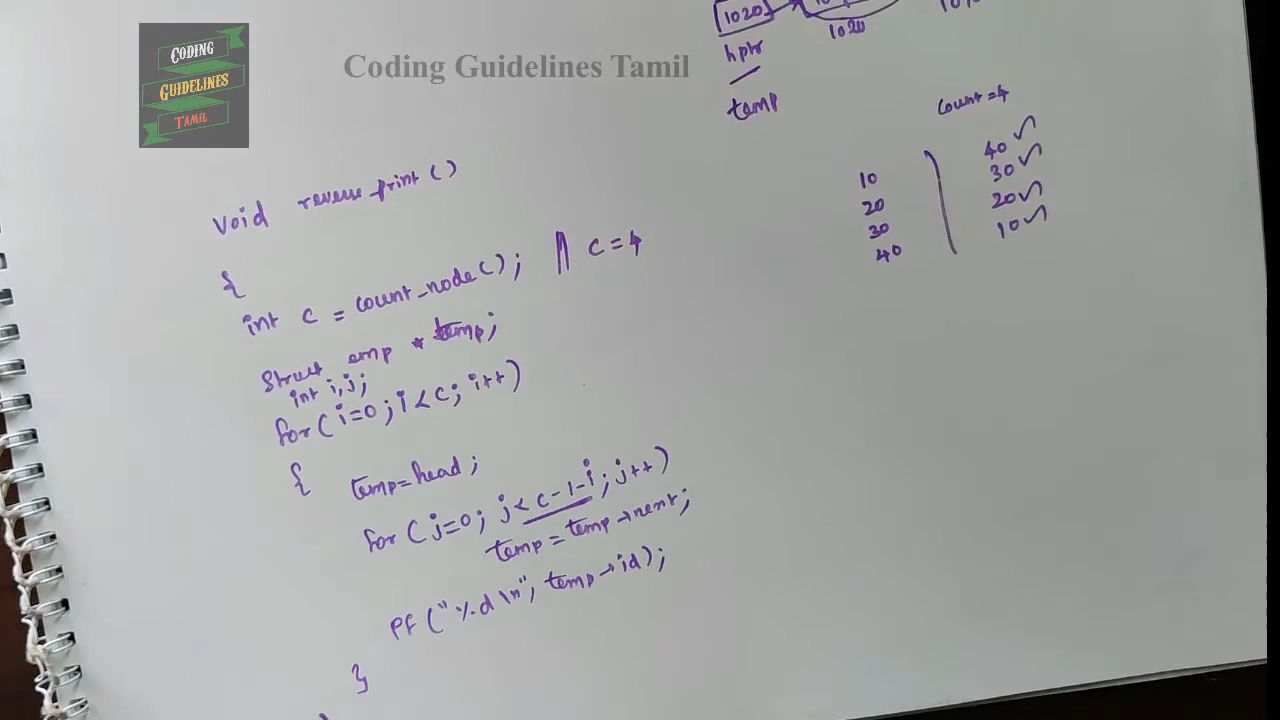 CODING
GUIDELINES
TAMIL
Coding Guidelines Tamil
1020
1020
hptr
temp
count=4
10
20
30
40
40
30
20
10
void reverse_print()
{
int c = count_node(); // c=4
struct emp * temp;
int i,j;
for(i=0;i<c;i++)
{
temp=head;
for(j=0; j<c-1-i; j++)
temp=temp→next;
pf("%d\n", temp→id);
}